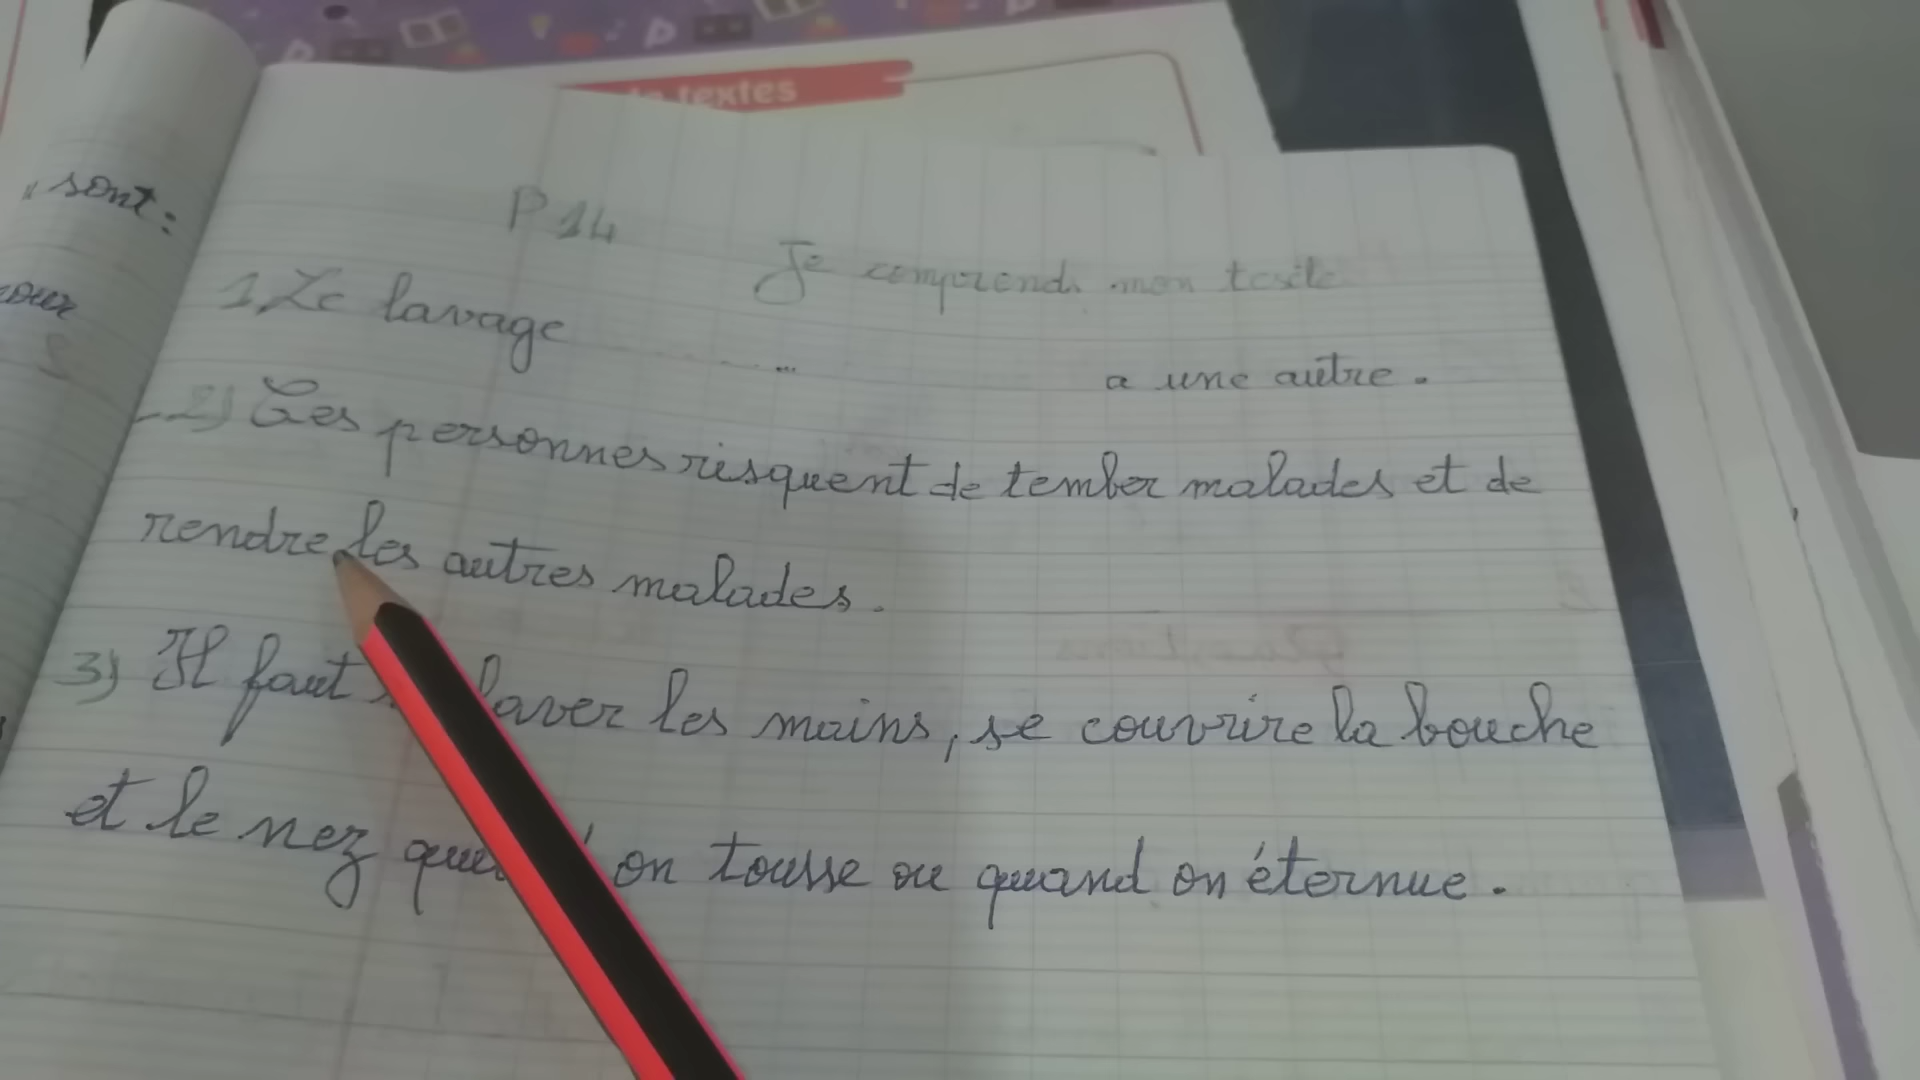 textes
sont:
P 14
Je comprends mon texte
1. Le lavage ...
a une autre.
2) Les personnes risquent de tember malades et de
rendre les autres malades.
3) Il faut laver les mains, se couvrire la bouche
et le nez on tousse ou quand on éternue.